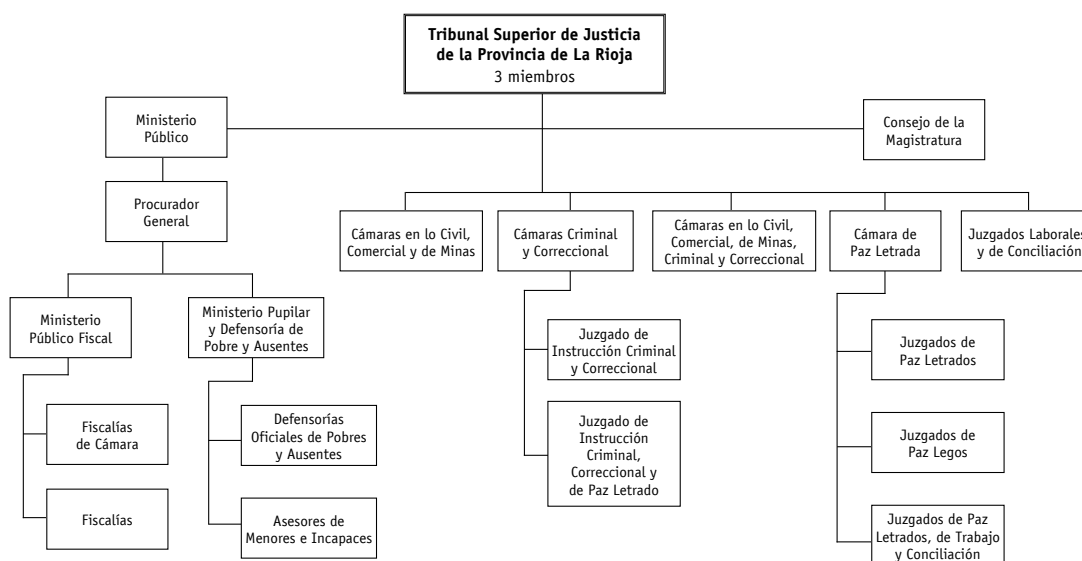 Tribunal Superior de Justicia
de la Provincia de La Rioja
3 miembros
Ministerio
Público
Consejo de la
Magistratura
Procurador
General
Cámaras en lo Civil,
Comercial y de Minas
Cámaras Criminal
y Correccional
Cámaras en lo Civil,
Comercial, de Minas,
Criminal y Correccional
Cámara de
Paz Letrada
Juzgados Laborales
y de Conciliación
Ministerio
Público Fiscal
Ministerio Pupilar
y Defensoría de
Pobre y Ausentes
Juzgado de
Instrucción Criminal
y Correccional
Juzgados de
Paz Letrados
Fiscalías
de Cámara
Defensorías
Oficiales de Pobres
y Ausentes
Juzgado de
Instrucción
Criminal,
Correccional y
de Paz Letrado
Juzgados de
Paz Legos
Fiscalías
Asesores de
Menores e Incapaces
Juzgados de Paz
Letrados, de Trabajo
y Conciliación